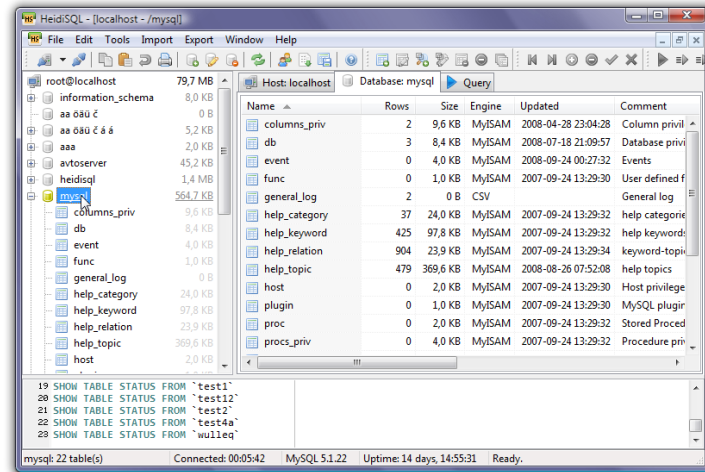 HeidiSQL - [localhost - /mysql]
File Edit Tools Import Export Window Help
root@localhost 79,7 MB
information_schema 8,0 KB
aa öäü č 0 B
aa öäü č á á 5,2 KB
aaa 2,0 KB
avtoserver 45,2 KB
heidisql 1,4 MB
mysql 564,7 KB
columns_priv 9,6 KB
db 8,4 KB
event 4,0 KB
func 1,0 KB
general_log 0 B
help_category 24,0 KB
help_keyword 97,8 KB
help_relation 23,9 KB
help_topic 369,6 KB
host 2,0 KB
Host: localhost Database: mysql Query
Name Rows Size Engine Updated Comment
columns_priv 2 9,6 KB MyISAM 2008-04-28 23:04:28 Column privil
db 3 8,4 KB MyISAM 2008-07-18 21:09:57 Database privi
event 0 4,0 KB MyISAM 2008-09-24 00:27:32 Events
func 0 1,0 KB MyISAM 2007-09-24 13:29:30 User defined f
general_log 2 0 B CSV General log
help_category 37 24,0 KB MyISAM 2007-09-24 13:29:32 help categorie
help_keyword 425 97,8 KB MyISAM 2007-09-24 13:29:32 help keywords
help_relation 904 23,9 KB MyISAM 2007-09-24 13:29:34 keyword-topic
help_topic 479 369,6 KB MyISAM 2008-08-26 07:52:08 help topics
host 0 2,0 KB MyISAM 2007-09-24 13:29:30 Host privilege
plugin 0 1,0 KB MyISAM 2007-09-24 13:29:30 MySQL plugin
proc 0 2,0 KB MyISAM 2007-09-24 13:29:32 Stored Proced
procs_priv 0 4,0 KB MyISAM 2007-09-24 13:29:32 Procedure priv
19 SHOW TABLE STATUS FROM `test1`
20 SHOW TABLE STATUS FROM `test12`
21 SHOW TABLE STATUS FROM `test2`
22 SHOW TABLE STATUS FROM `test4a`
23 SHOW TABLE STATUS FROM `wulleq`
mysql: 22 table(s) Connected: 00:05:42 MySQL 5.1.22 Uptime: 14 days, 14:55:31 Ready.